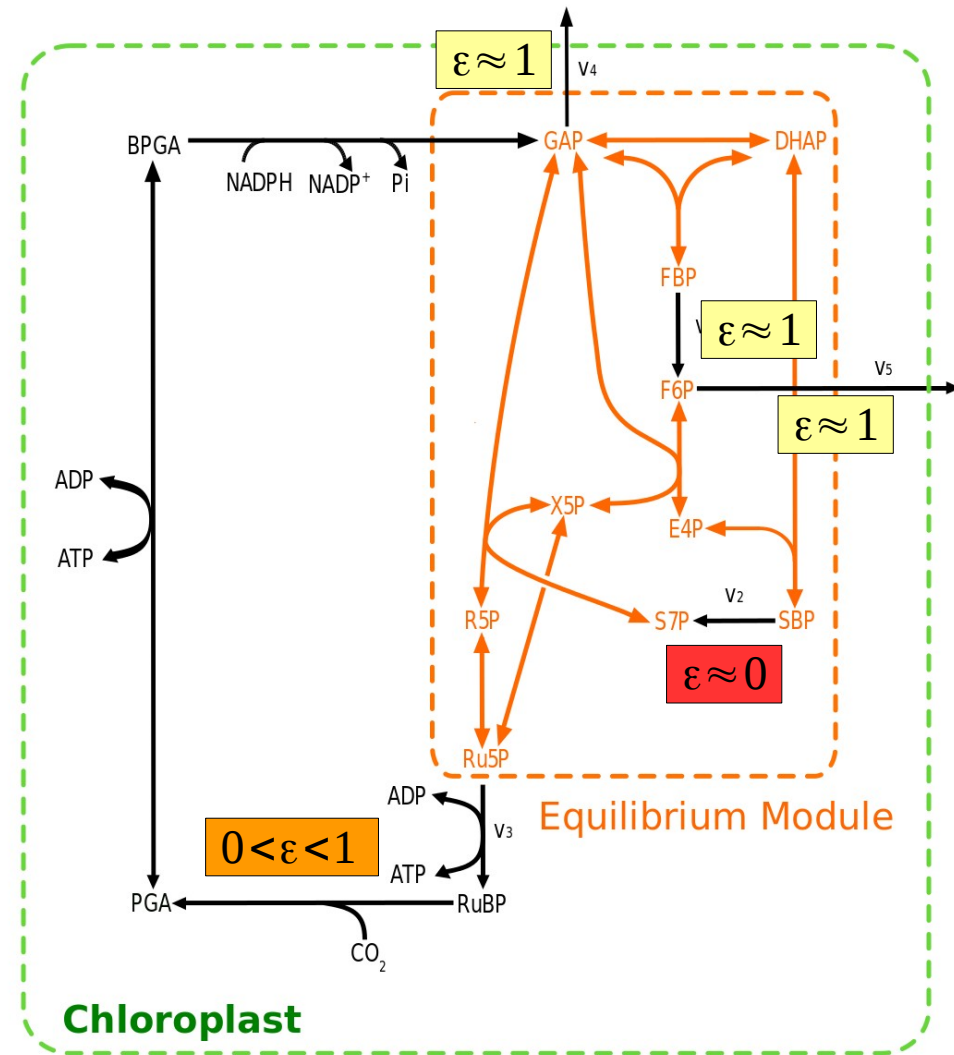 ε≈1
v4
BPGA
GAP
DHAP
NADPH
NADP+
Pi
FBP
ε≈1
F6P
v5
ε≈1
ADP
X5P
E4P
ATP
v2
R5P
S7P
SBP
ε≈0
Ru5P
ADP
Equilibrium Module
v3
0<ε<1
ATP
PGA
RuBP
CO2
Chloroplast